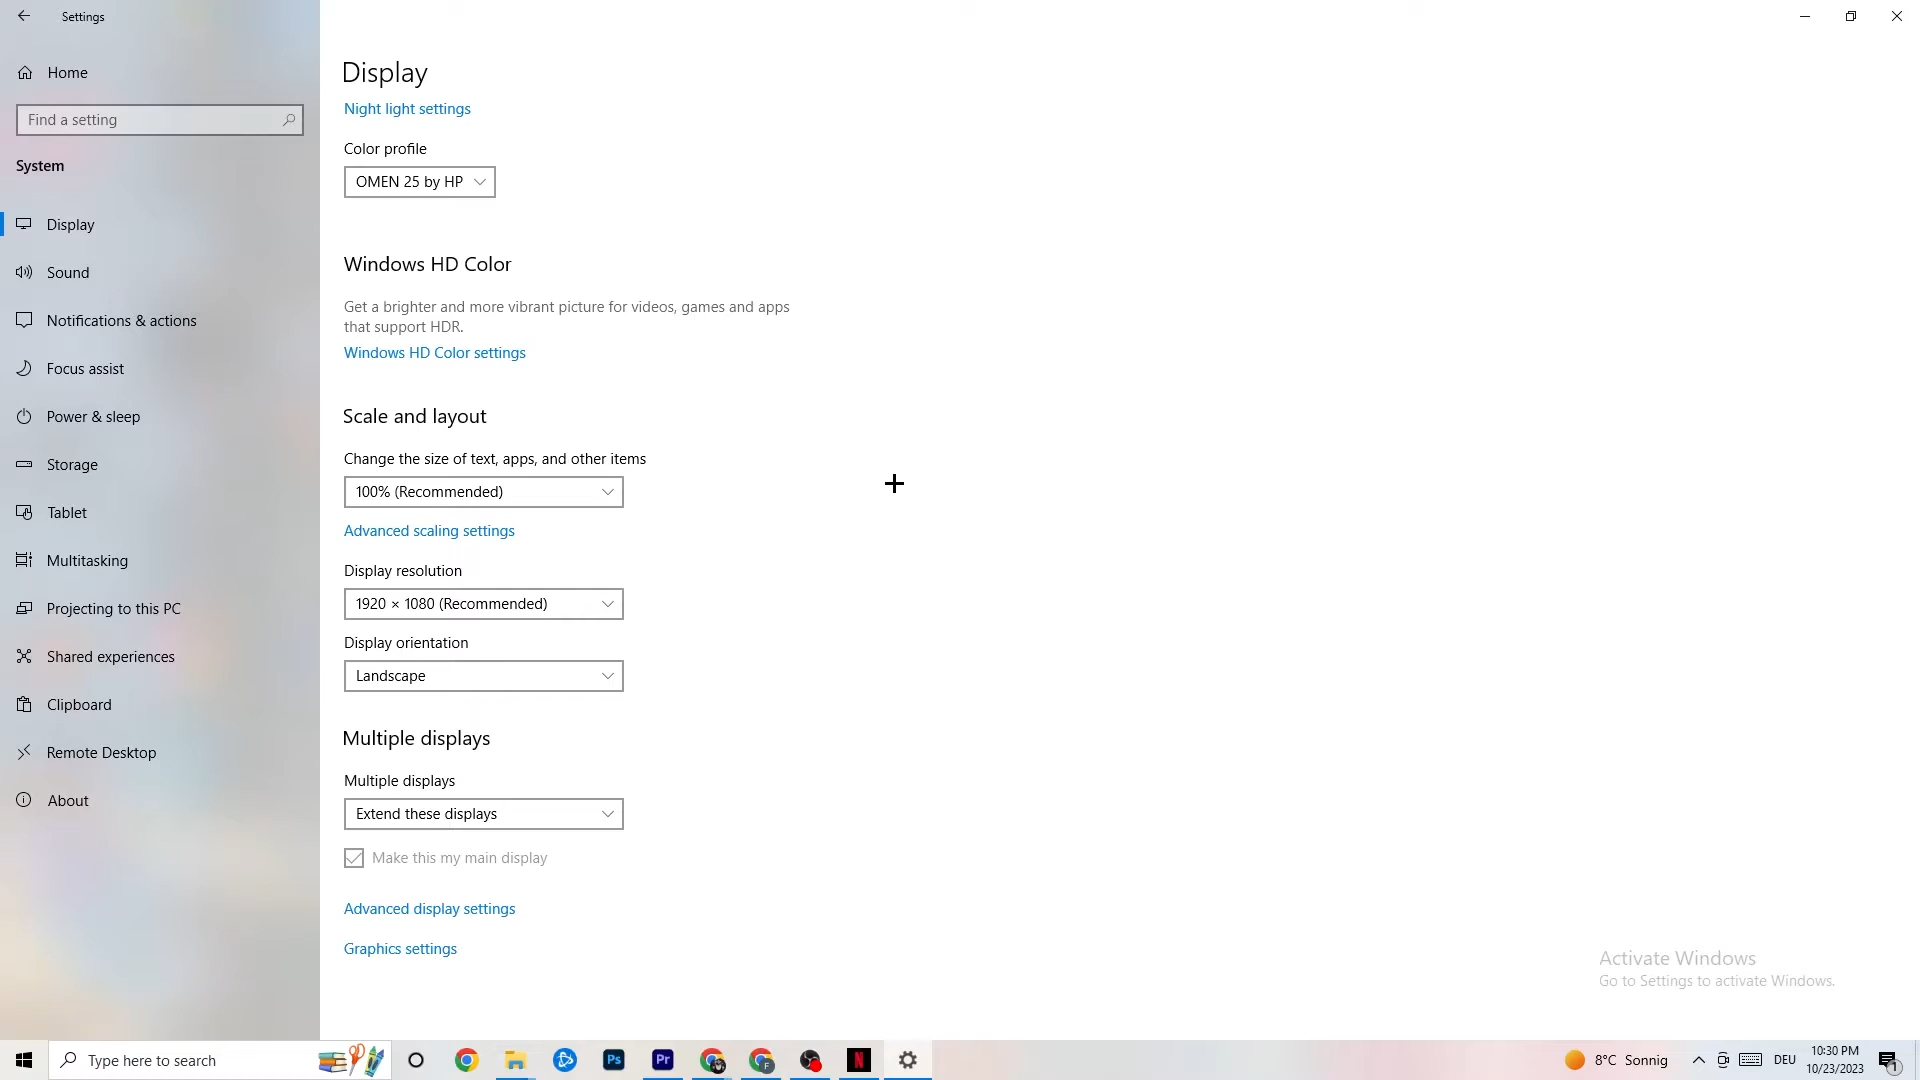 Settings
Home
Find a setting
System
Display
Sound
Notifications & actions
Focus assist
Power & sleep
Storage
Tablet
Multitasking
Projecting to this PC
Shared experiences
Clipboard
Remote Desktop
About
Display
Night light settings
Color profile
OMEN 25 by HP
Windows HD Color
Get a brighter and more vibrant picture for videos, games and apps
that support HDR.
Windows HD Color settings
Scale and layout
Change the size of text, apps, and other items
100% (Recommended)
Advanced scaling settings
Display resolution
1920 × 1080 (Recommended)
Display orientation
Landscape
Multiple displays
Multiple displays
Extend these displays
Make this my main display
Advanced display settings
Graphics settings
Activate Windows
Go to Settings to activate Windows.
Type here to search
Ps
Pr
F
N
8°C Sonnig
DEU
10:30 PM
10/23/2023
1